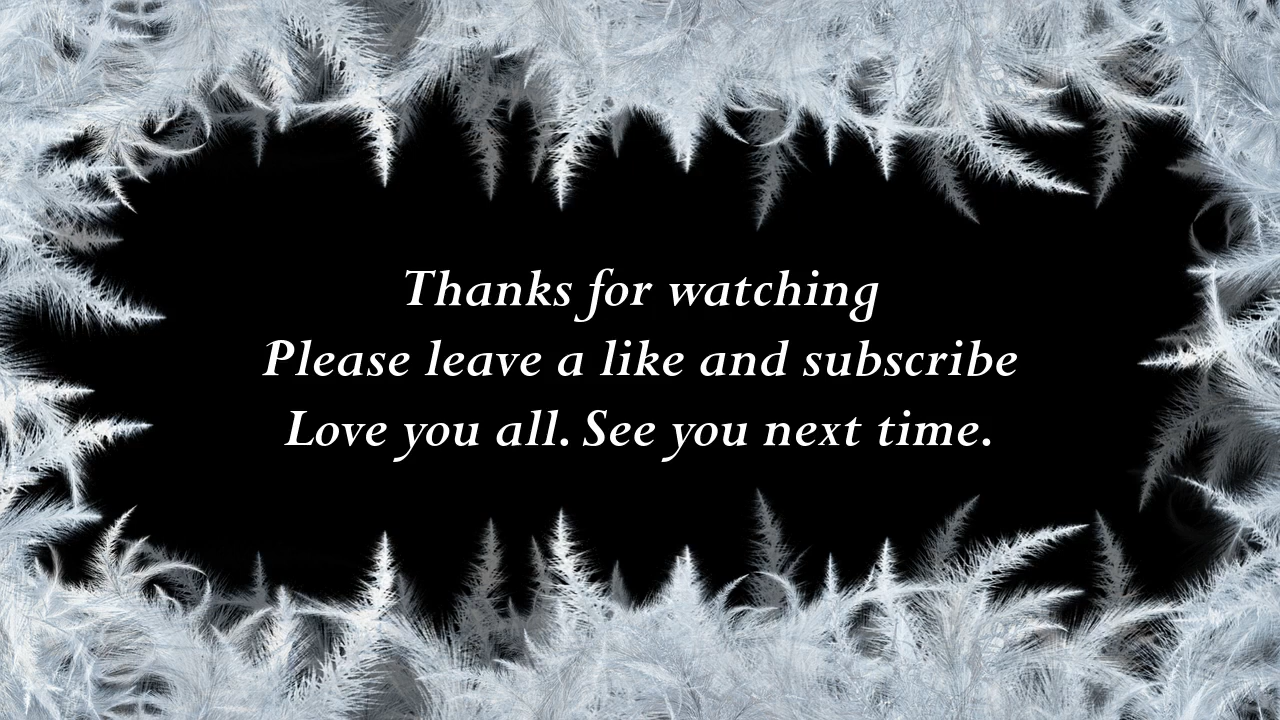 Thanks for watching
Please leave a like and subscribe
Love you all. See you next time.